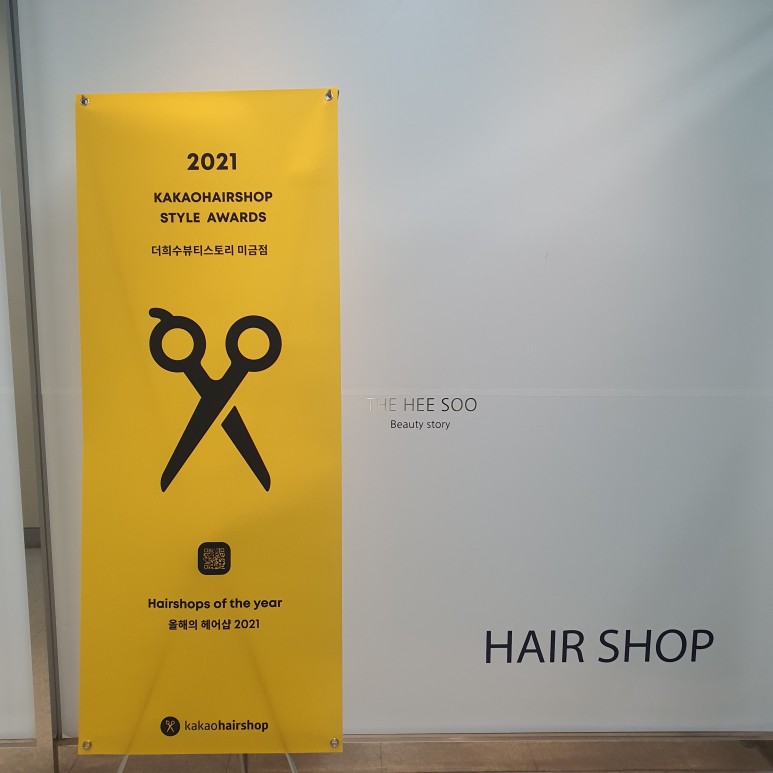 2021
KAKAOHAIRSHOP
STYLE AWARDS
더희수뷰티스토리 미금점
Hairshops of the year
올해의 헤어샵 2021
kakaohairshop
THE HEE SOO
Beauty story
HAIR SHOP